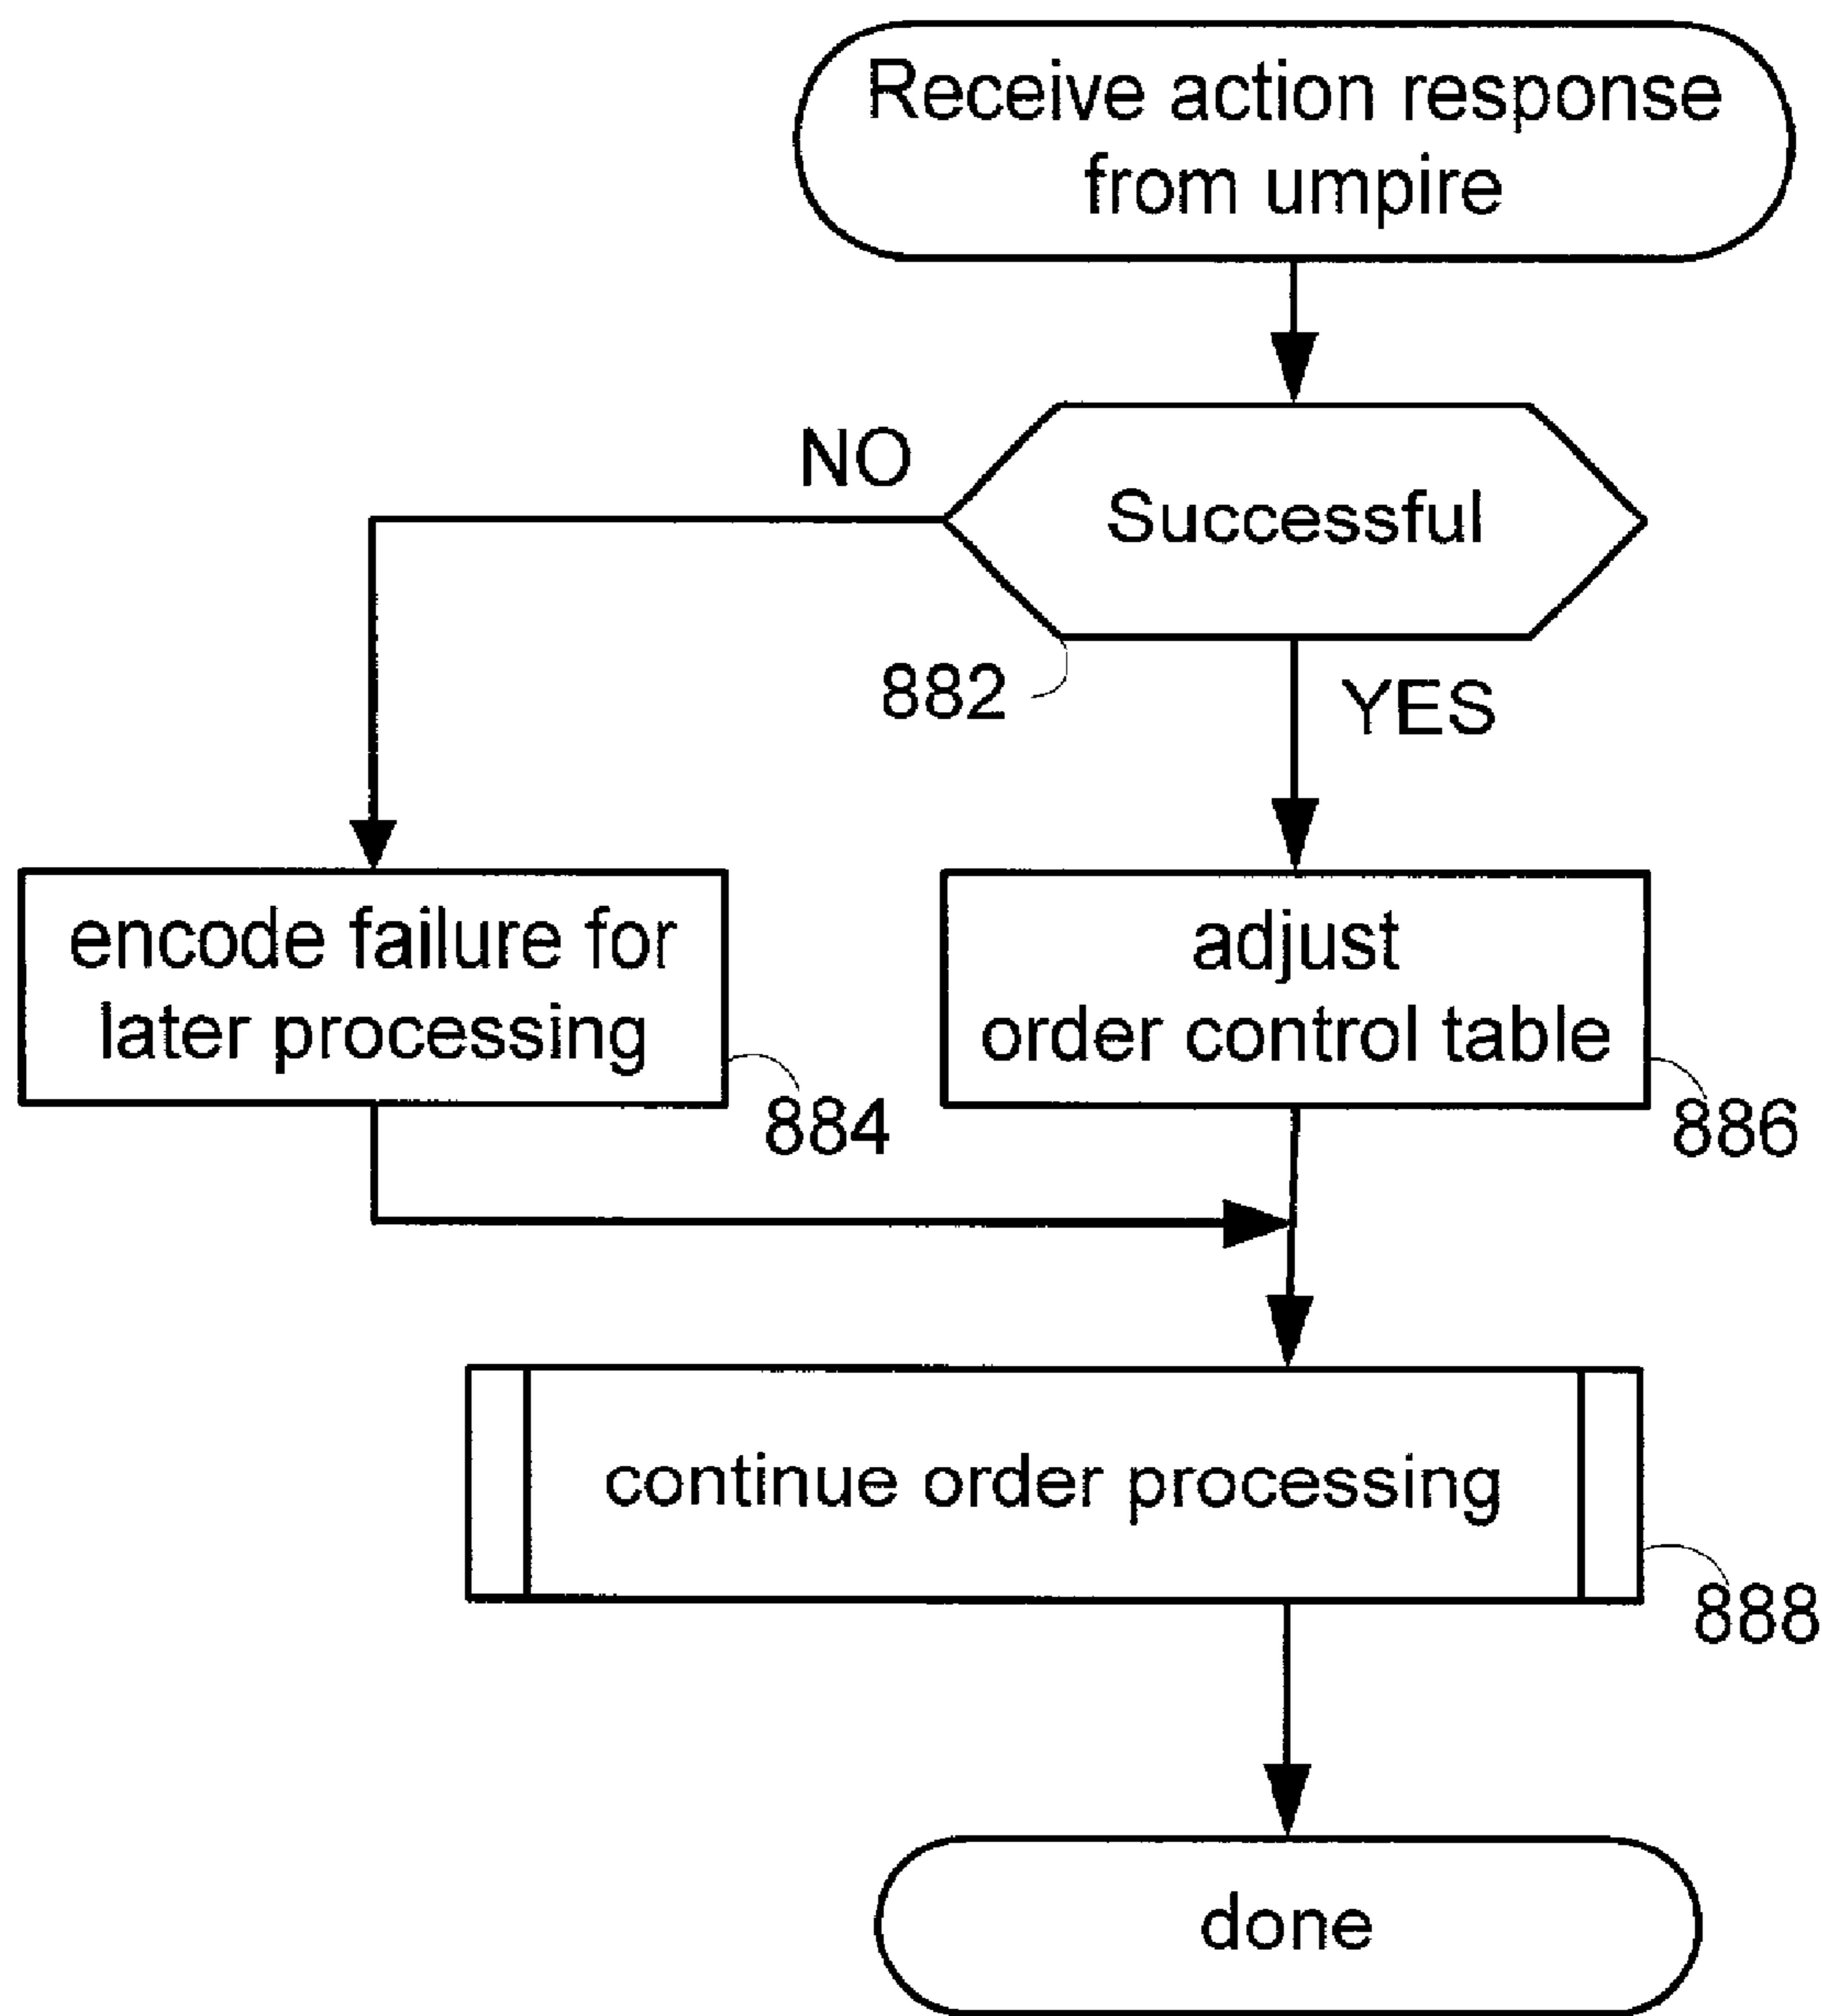 Receive action response
from umpire
NO
Successful
882
YES
encode failure for
later processing
884
adjust
order control table
886
continue order processing
888
done